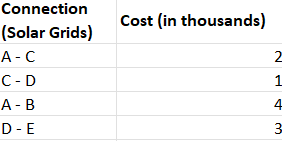 Connection
(Solar Grids) Cost (in thousands)
A - C 2
C - D 1
A - B 4
D - E 3